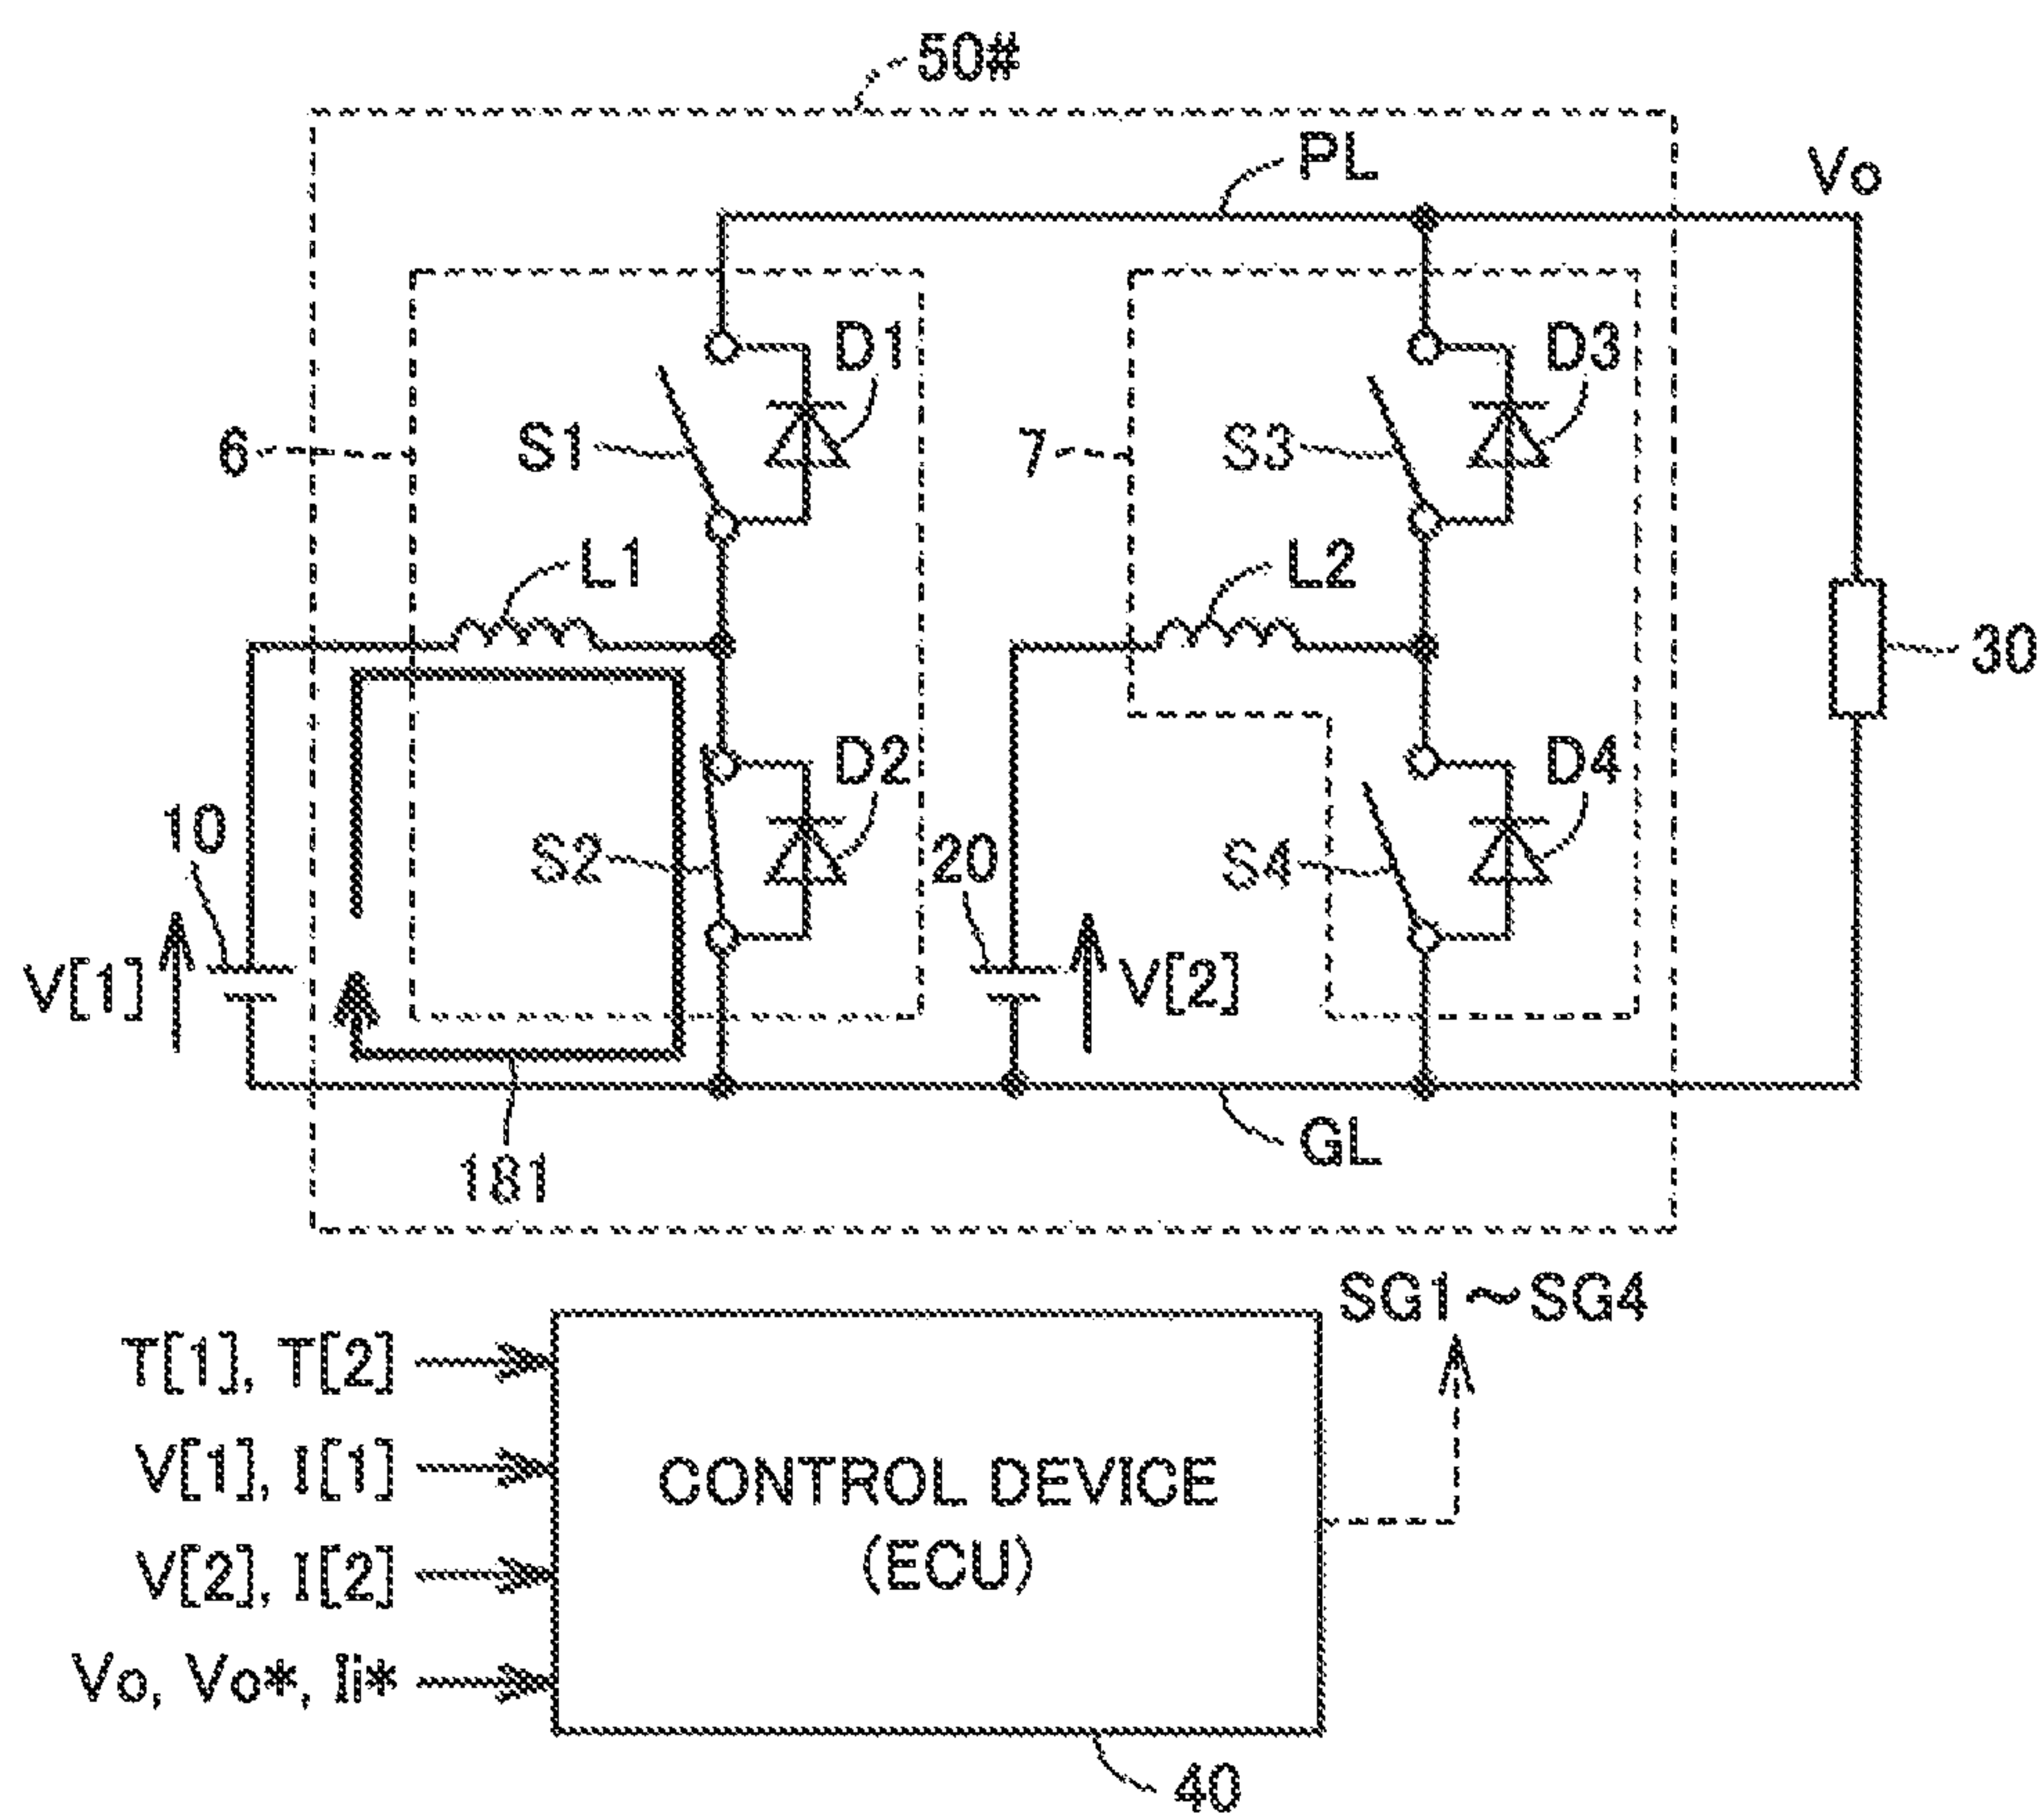 50#
PL
Vo
D1
D3
6
S1
7
S3
L1
L2
30
D2
D4
10
S2
20
S4
V[1]
V[2]
GL
181
SG1~SG4
T[1], T[2]
V[1], I[1]
CONTROL DEVICE
V[2], I[2]
(ECU)
Vo, Vo*, Ii*
40